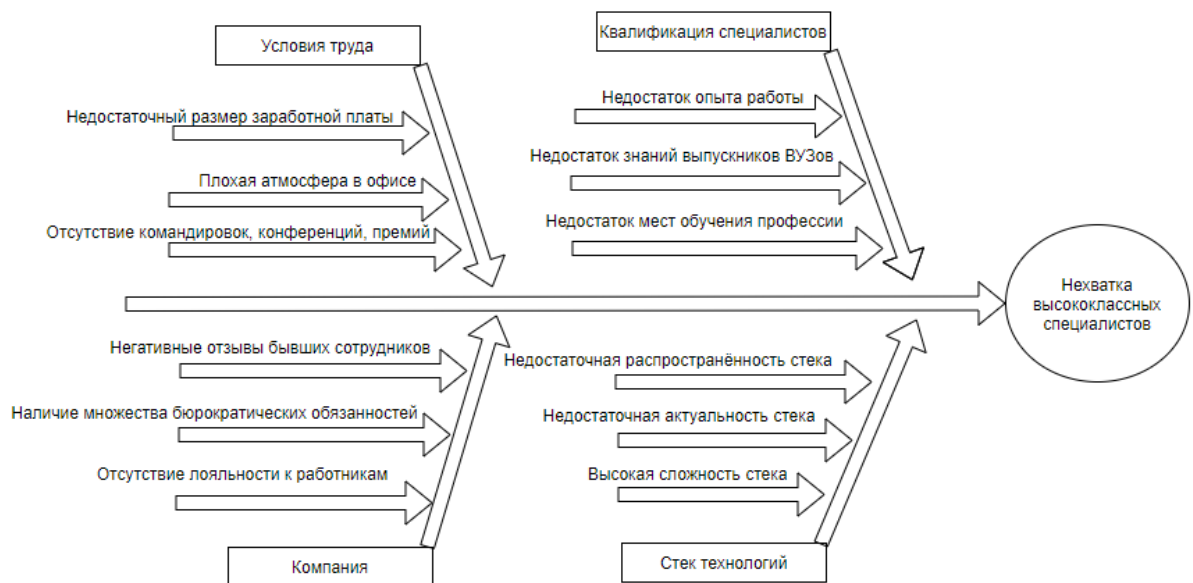 Условия труда
Недостаточный размер заработной платы
Плохая атмосфера в офисе
Отсутствие командировок, конференций, премий
Квалификация специалистов
Недостаток опыта работы
Недостаток знаний выпускников ВУЗов
Недостаток мест обучения профессии
Нехватка
высококлассных
специалистов
Негативные отзывы бывших сотрудников
Наличие множества бюрократических обязанностей
Отсутствие лояльности к работникам
Компания
Недостаточная распространённость стека
Недостаточная актуальность стека
Высокая сложность стека
Стек технологий